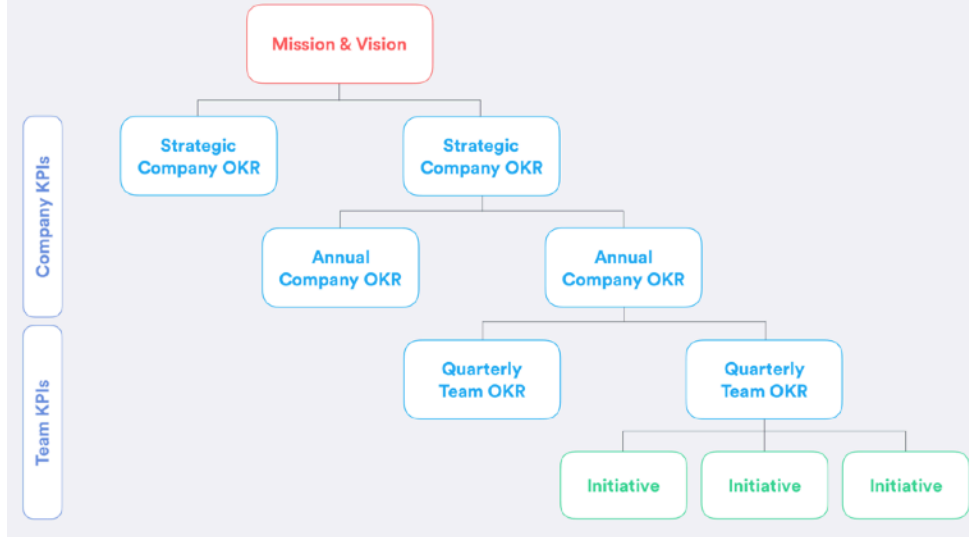 Mission & Vision
Company KPIs
Strategic
Company OKR
Strategic
Company OKR
Annual
Company OKR
Annual
Company OKR
Team KPIs
Quarterly
Team OKR
Quarterly
Team OKR
Initiative
Initiative
Initiative